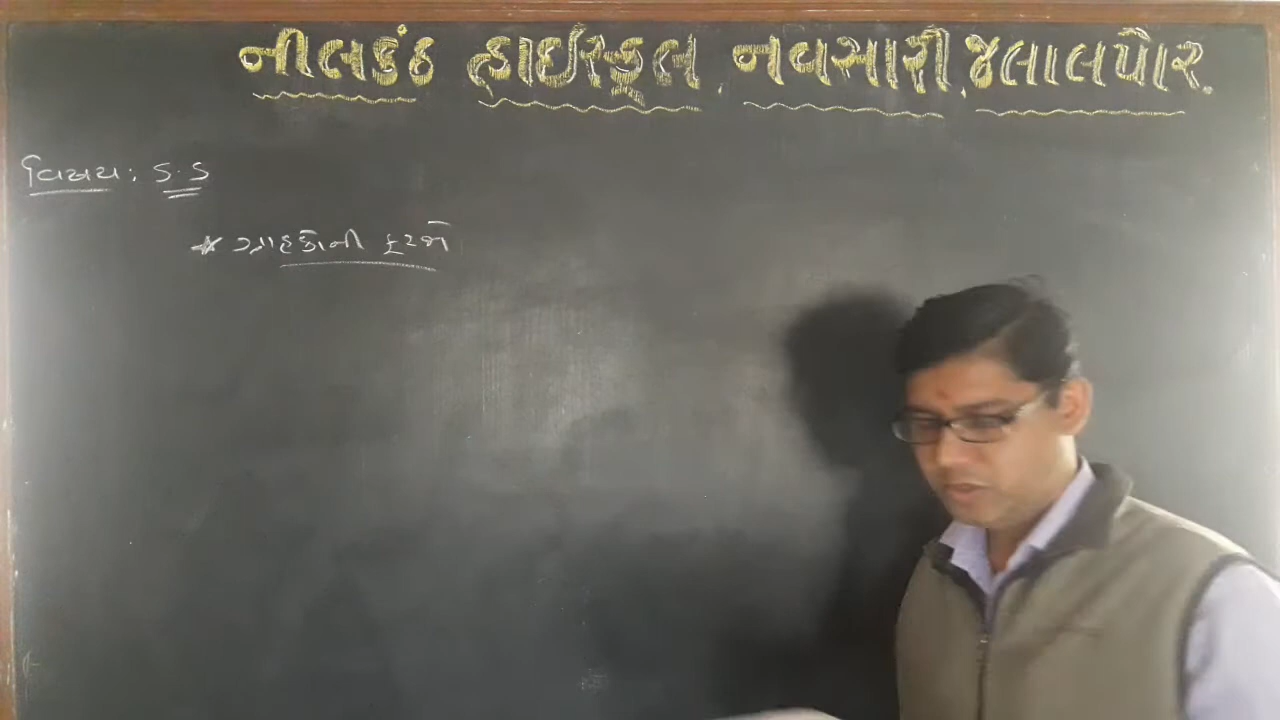 નીલકંઠ હાઈસ્કૂલ, નવસારી, જલાલપોર.
વિષય: S.S
* ગ્રાહકોની ફરજો